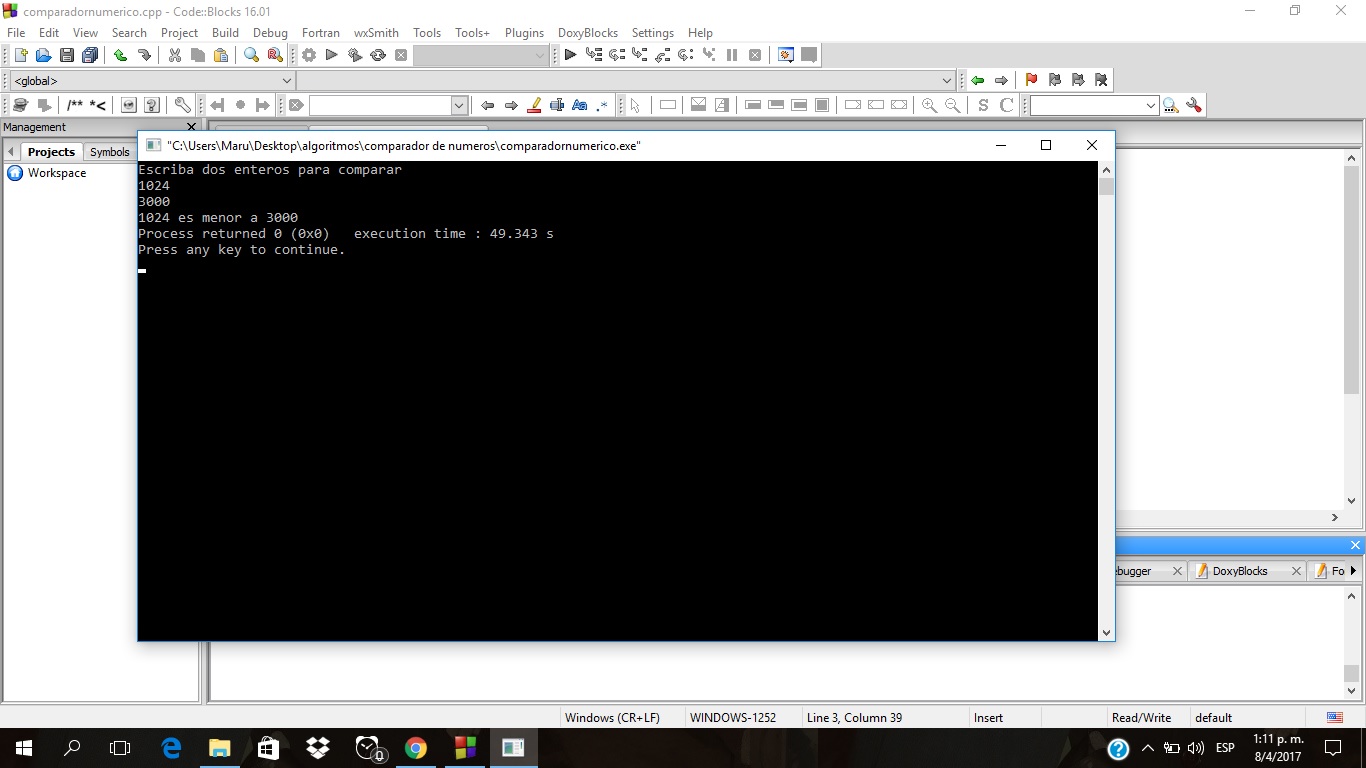 comparadornumerico.cpp - Code::Blocks 16.01
File Edit View Search Project Build Debug Fortran wxSmith Tools Tools+ Plugins DoxyBlocks Settings Help
<global>
/** *<
S C
Management
Projects Symbols
Workspace
"C:\Users\Maru\Desktop\algoritmos\comparador de numeros\comparadornumerico.exe"
Escriba dos enteros para comparar
1024
3000
1024 es menor a 3000
Process returned 0 (0x0)   execution time : 49.343 s
Press any key to continue.
ebugger DoxyBlocks Fo
Windows (CR+LF) WINDOWS-1252 Line 3, Column 39 Insert Read/Write default
ESP
1:11 p. m.
8/4/2017